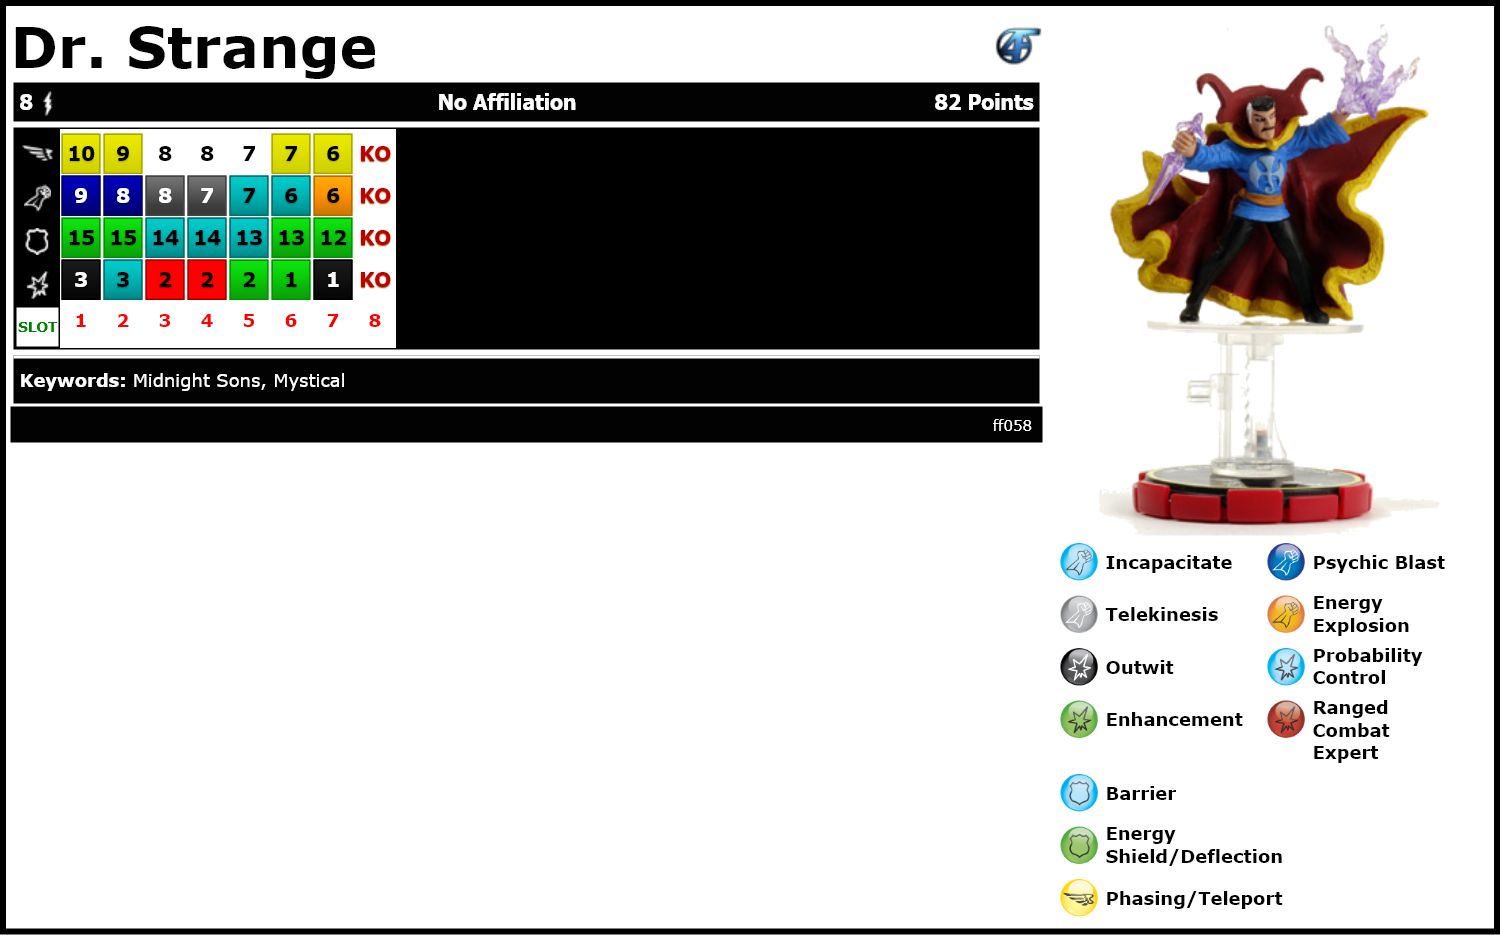 Dr. Strange
8 No Affiliation 82 Points
10 9 8 8 7 7 6 KO
9 8 8 7 7 6 6 KO
15 15 14 14 13 13 12 KO
3 3 2 2 2 1 1 KO
SLOT 1 2 3 4 5 6 7 8
Keywords: Midnight Sons, Mystical
ff058
Incapacitate
Psychic Blast
Telekinesis
Energy
Explosion
Outwit
Probability
Control
Enhancement
Ranged
Combat
Expert
Barrier
Energy
Shield/Deflection
Phasing/Teleport